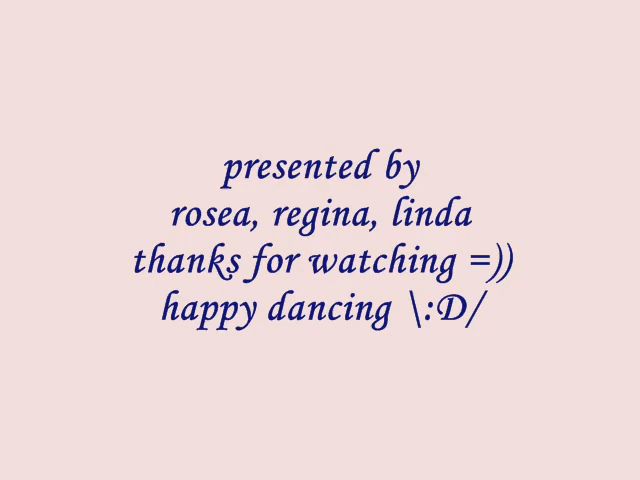 presented by
rosea, regina, linda
thanks for watching =))
happy dancing \:D/